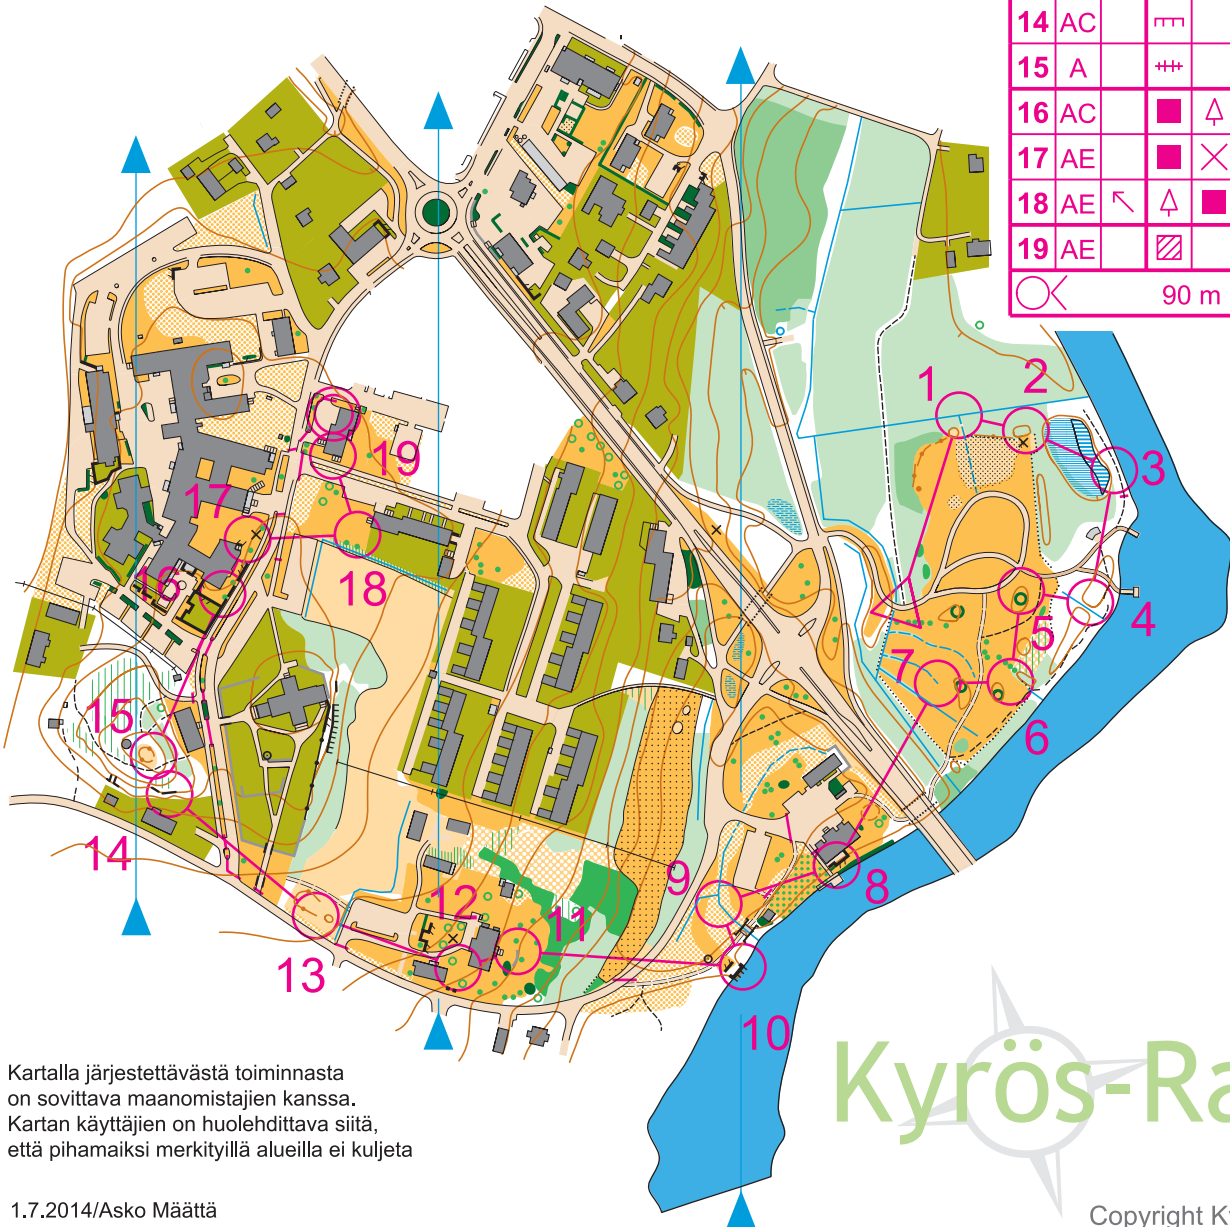 14 AC
15 A
16 AC
17 AE
18 AE
19 AE
90 m
1
2
3
4
5
6
7
8
9
10
11
12
13
14
15
16
17
18
19
Kartalla järjestettävästä toiminnasta
on sovittava maanomistajien kanssa.
Kartan käyttäjien on huolehdittava siitä,
että pihamaiksi merkityillä alueilla ei kuljeta
1.7.2014/Asko Määttä
Kyrös-Ra
Copyright K